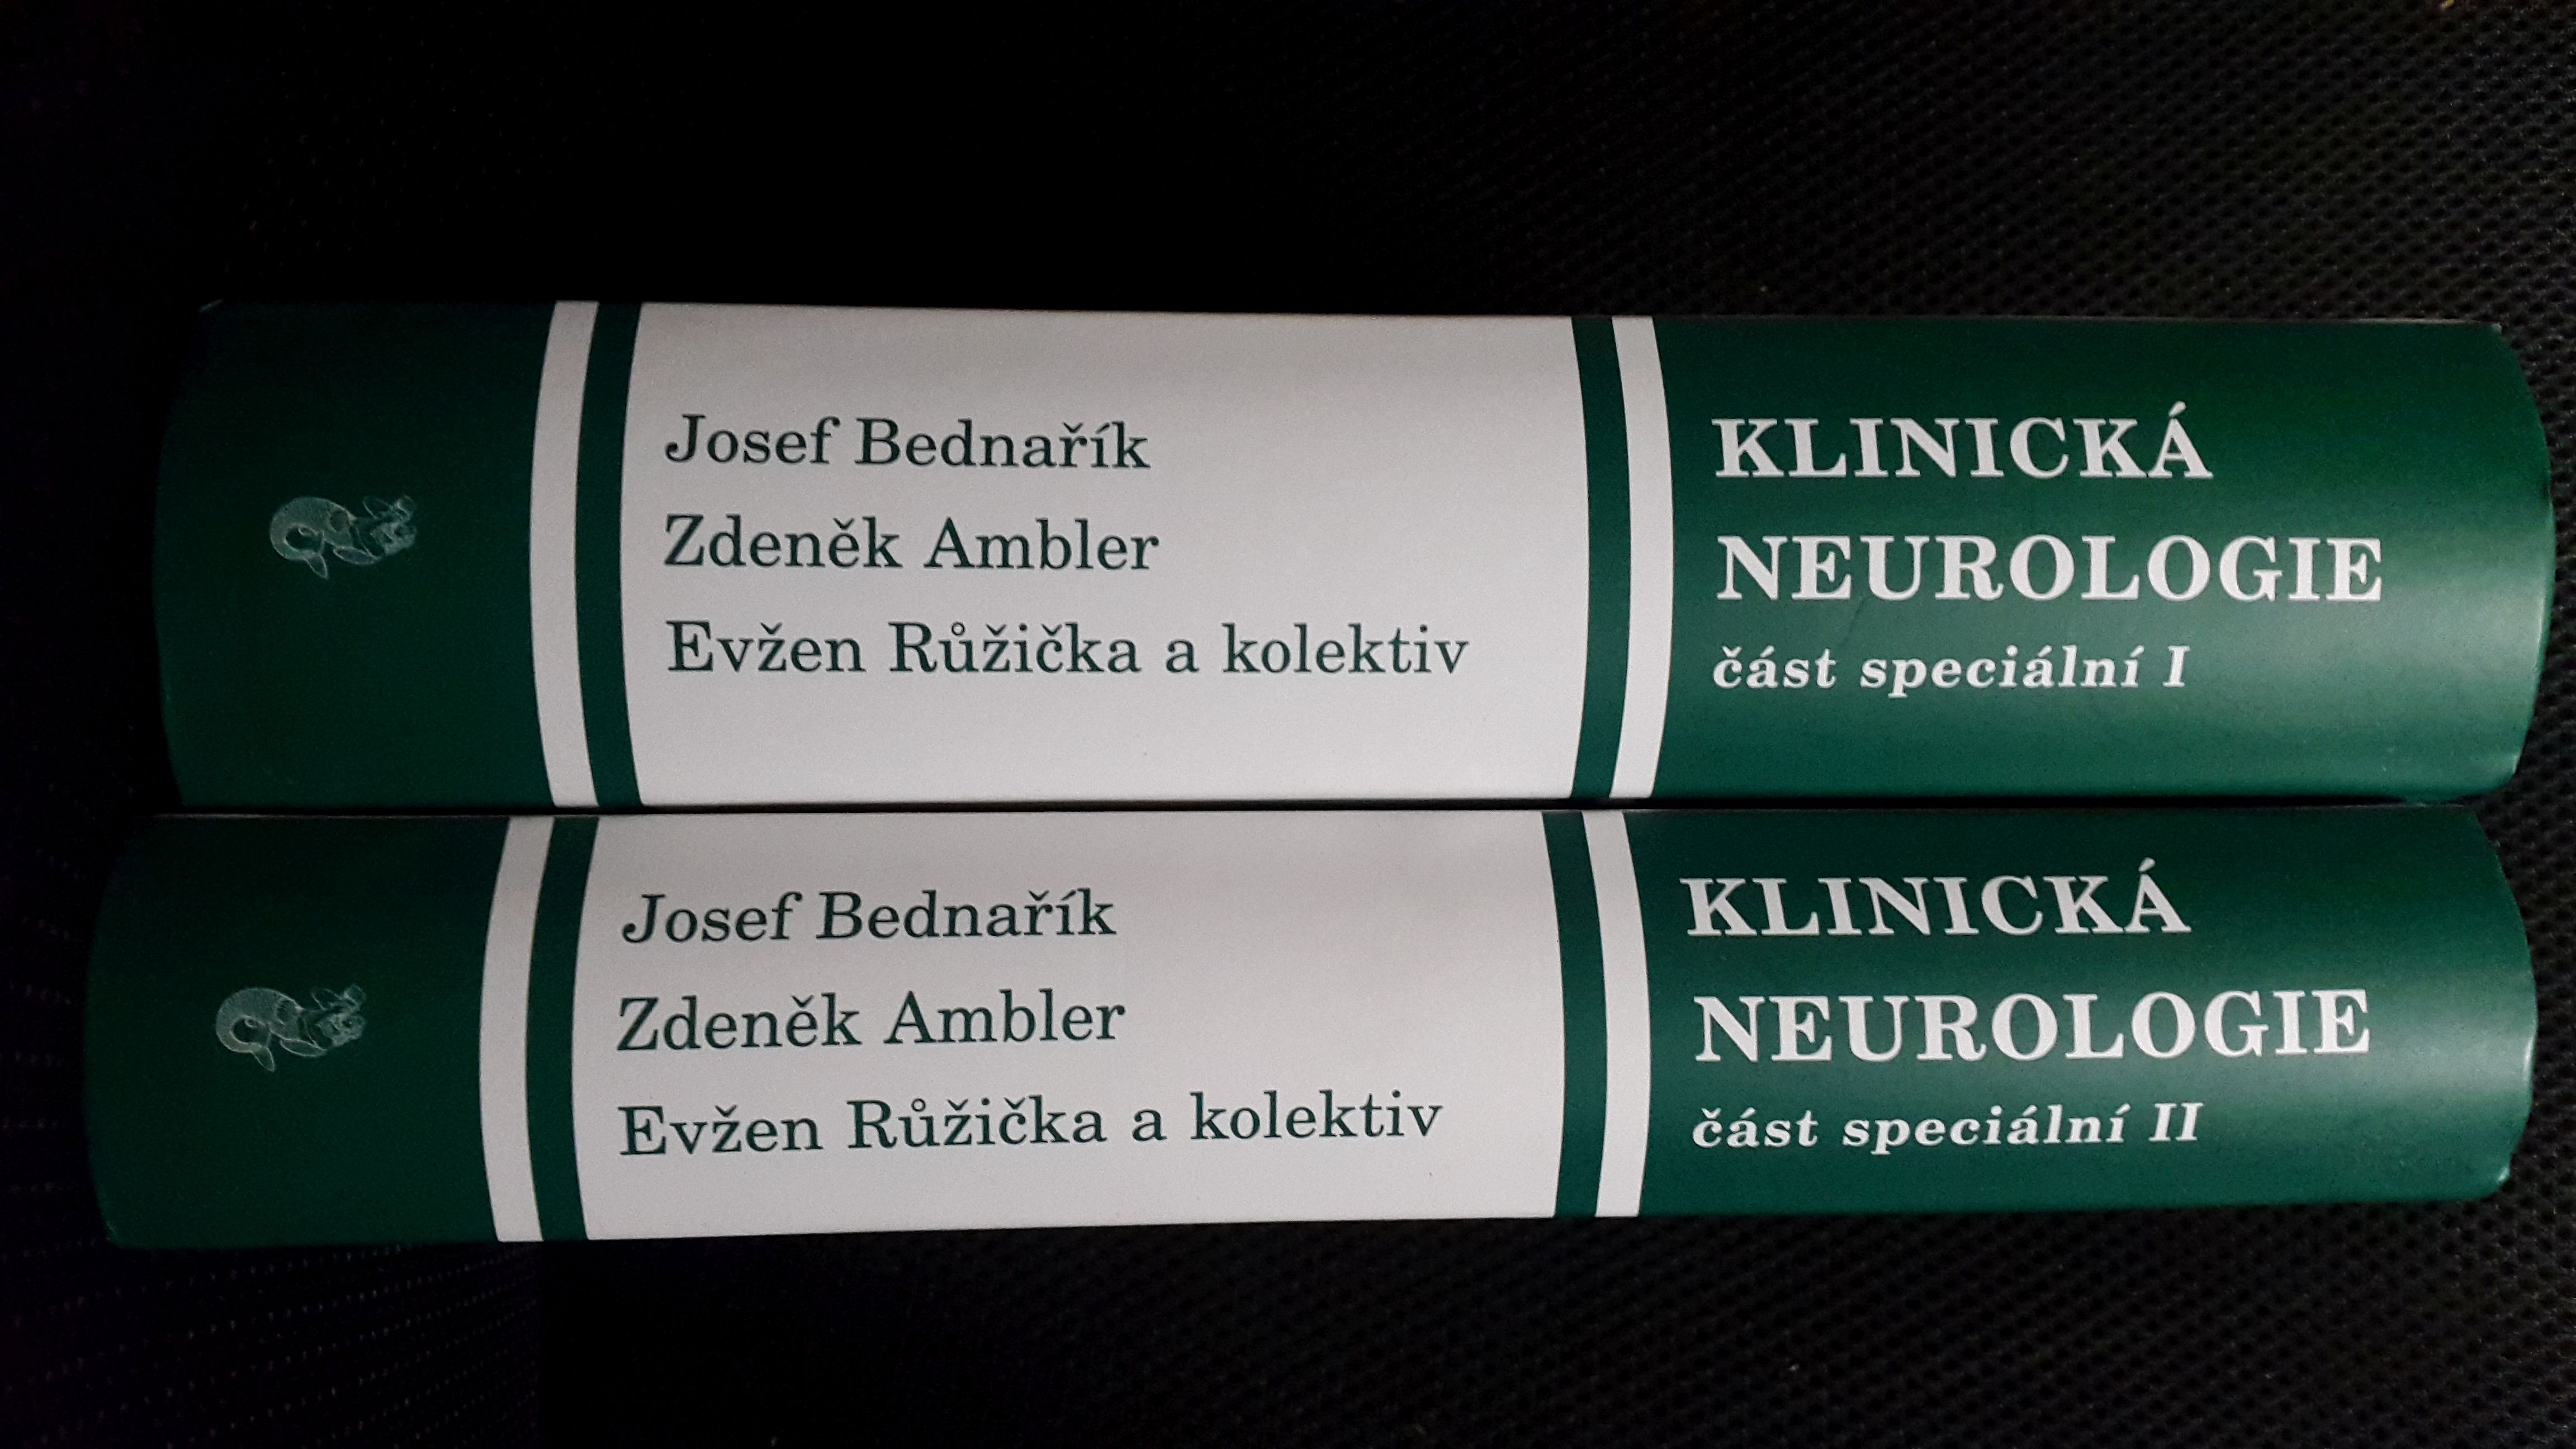 Josef Bednařík
Zdeněk Ambler
Evžen Růžička a kolektiv
KLINICKÁ
NEUROLOGIE
část speciální I
Josef Bednařík
Zdeněk Ambler
Evžen Růžička a kolektiv
KLINICKÁ
NEUROLOGIE
část speciální II